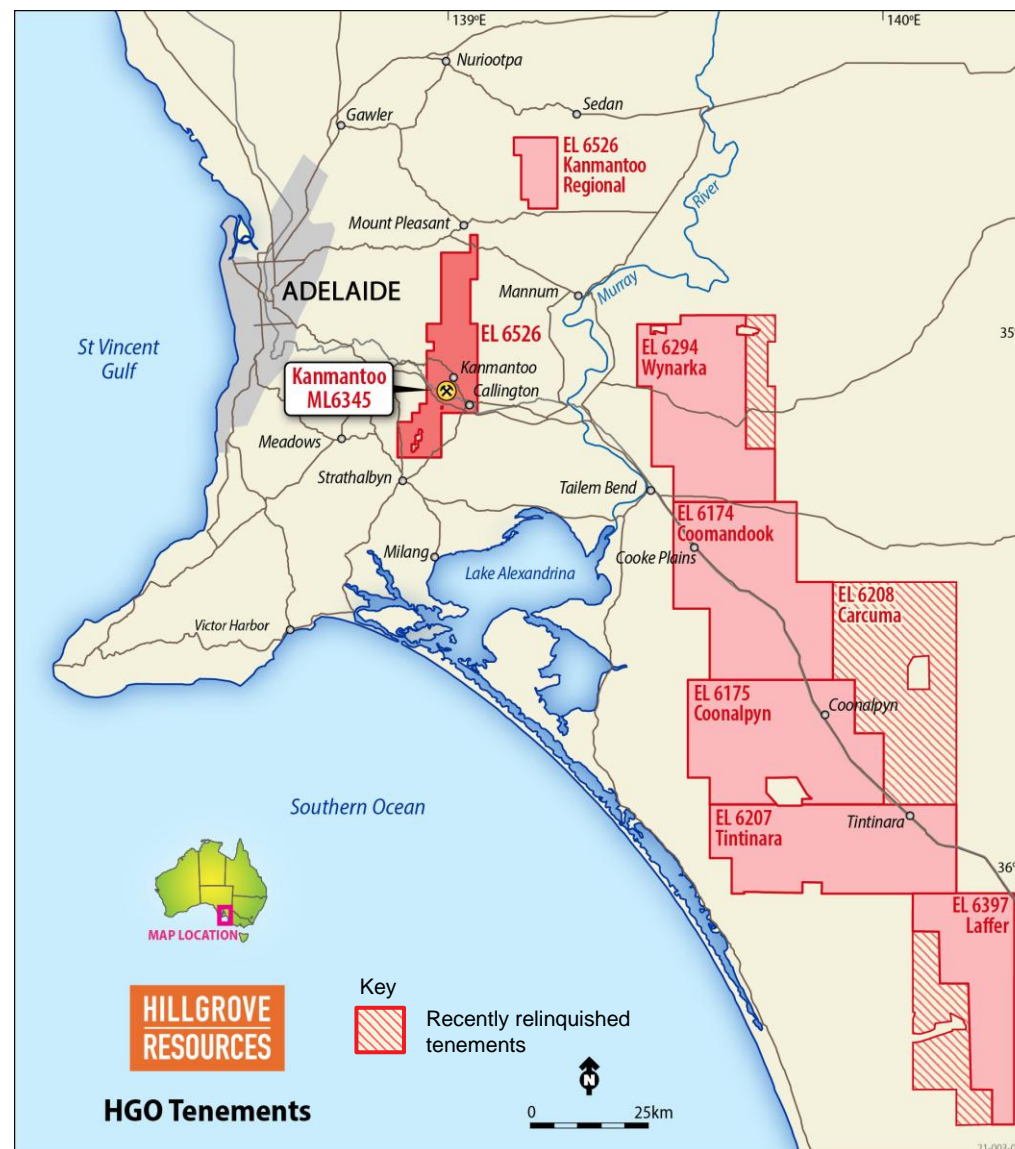 139ºE
140ºE
Nuriootpa
Sedan
Gawler
EL 6526
Kanmantoo
Regional
River
Mount Pleasant
ADELAIDE
Mannum
Murray
St Vincent
Gulf
EL 6526
35º
EL 6294
Wynarka
Kanmantoo
ML6345
Kanmantoo
Callington
Meadows
Strathalbyn
Tailem Bend
EL 6174
Coomandook
Milang
Lake Alexandrina
Cooke Plains
EL 6208
Carcuma
Victor Harbor
EL 6175
Coonalpyn
Coonalpyn
Southern Ocean
EL 6207
Tintinara
Tintinara
36º
EL 6397
Laffer
MAP LOCATION
HILLGROVE
RESOURCES
Key
Recently relinquished
tenements
N
HGO Tenements
0
25km